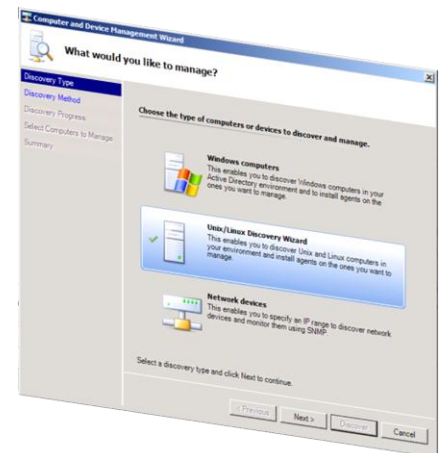 Computer and Device Management Wizard
What would you like to manage?
Discovery Type
Discovery Method
Discovery Progress
Select Computers to Manage
Summary
Choose the type of computers or devices to discover and manage.
Windows computers
This enables you to discover Windows computers in your
Active Directory environment and to install agents on the
ones you want to manage.
Unix/Linux Discovery Wizard
This enables you to discover Unix and Linux computers in
your environment and install agents on the ones you want to
manage.
Network devices
This enables you to specify an IP range to discover network
devices and monitor them using SNMP.
Select a discovery type and click Next to continue.
< Previous
Next >
Discover
Cancel